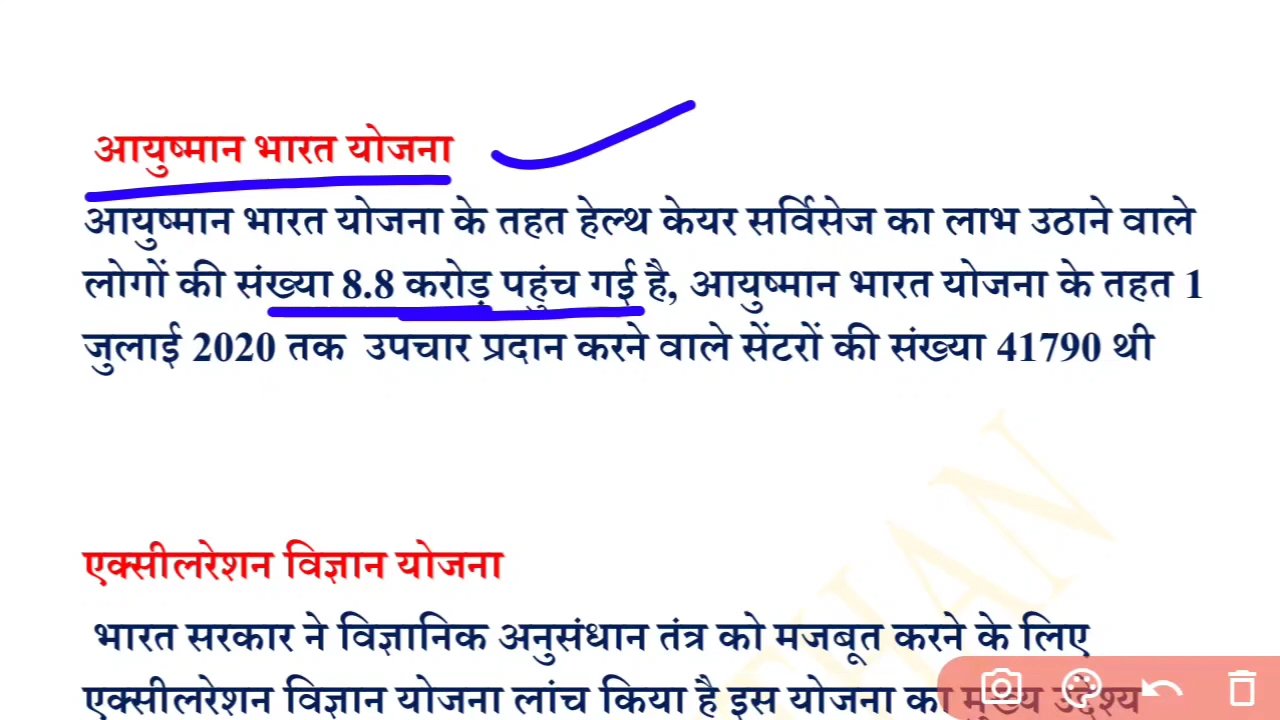 आयुष्मान भारत योजना
आयुष्मान भारत योजना के तहत हेल्थ केयर सर्विसेज का लाभ उठाने वाले
लोगों की संख्या 8.8 करोड़ पहुंच गई है, आयुष्मान भारत योजना के तहत 1
जुलाई 2020 तक उपचार प्रदान करने वाले सेंटरों की संख्या 41790 थी
एक्सीलरेशन विज्ञान योजना
भारत सरकार ने विज्ञानिक अनुसंधान तंत्र को मजबूत करने के लिए
एक्सीलरेशन विज्ञान योजना लांच किया है इस योजना का मुख्य उद्देश्य